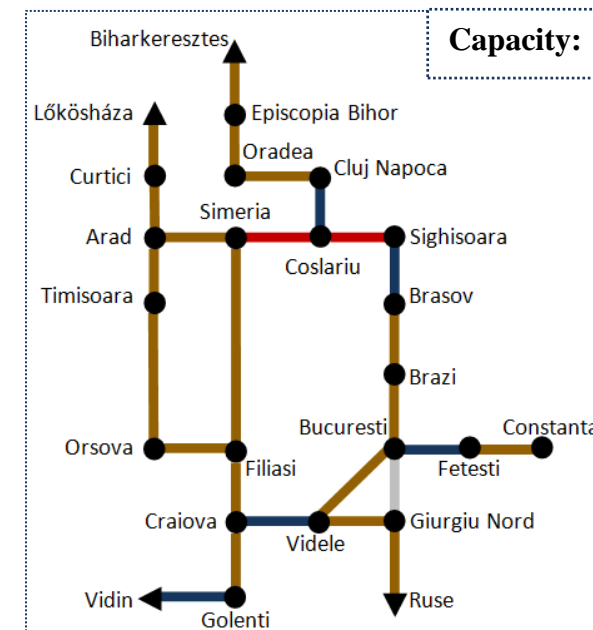 Capacity:
Biharkeresztes
Lőkösháza
Episcopia Bihor
Oradea
Curtici
Cluj Napoca
Simeria
Arad
Sighisoara
Coslariu
Timisoara
Brasov
Brazi
Bucuresti
Constanta
Orsova
Filiasi
Fetesti
Craiova
Giurgiu Nord
Videle
Vidin
Ruse
Golenti